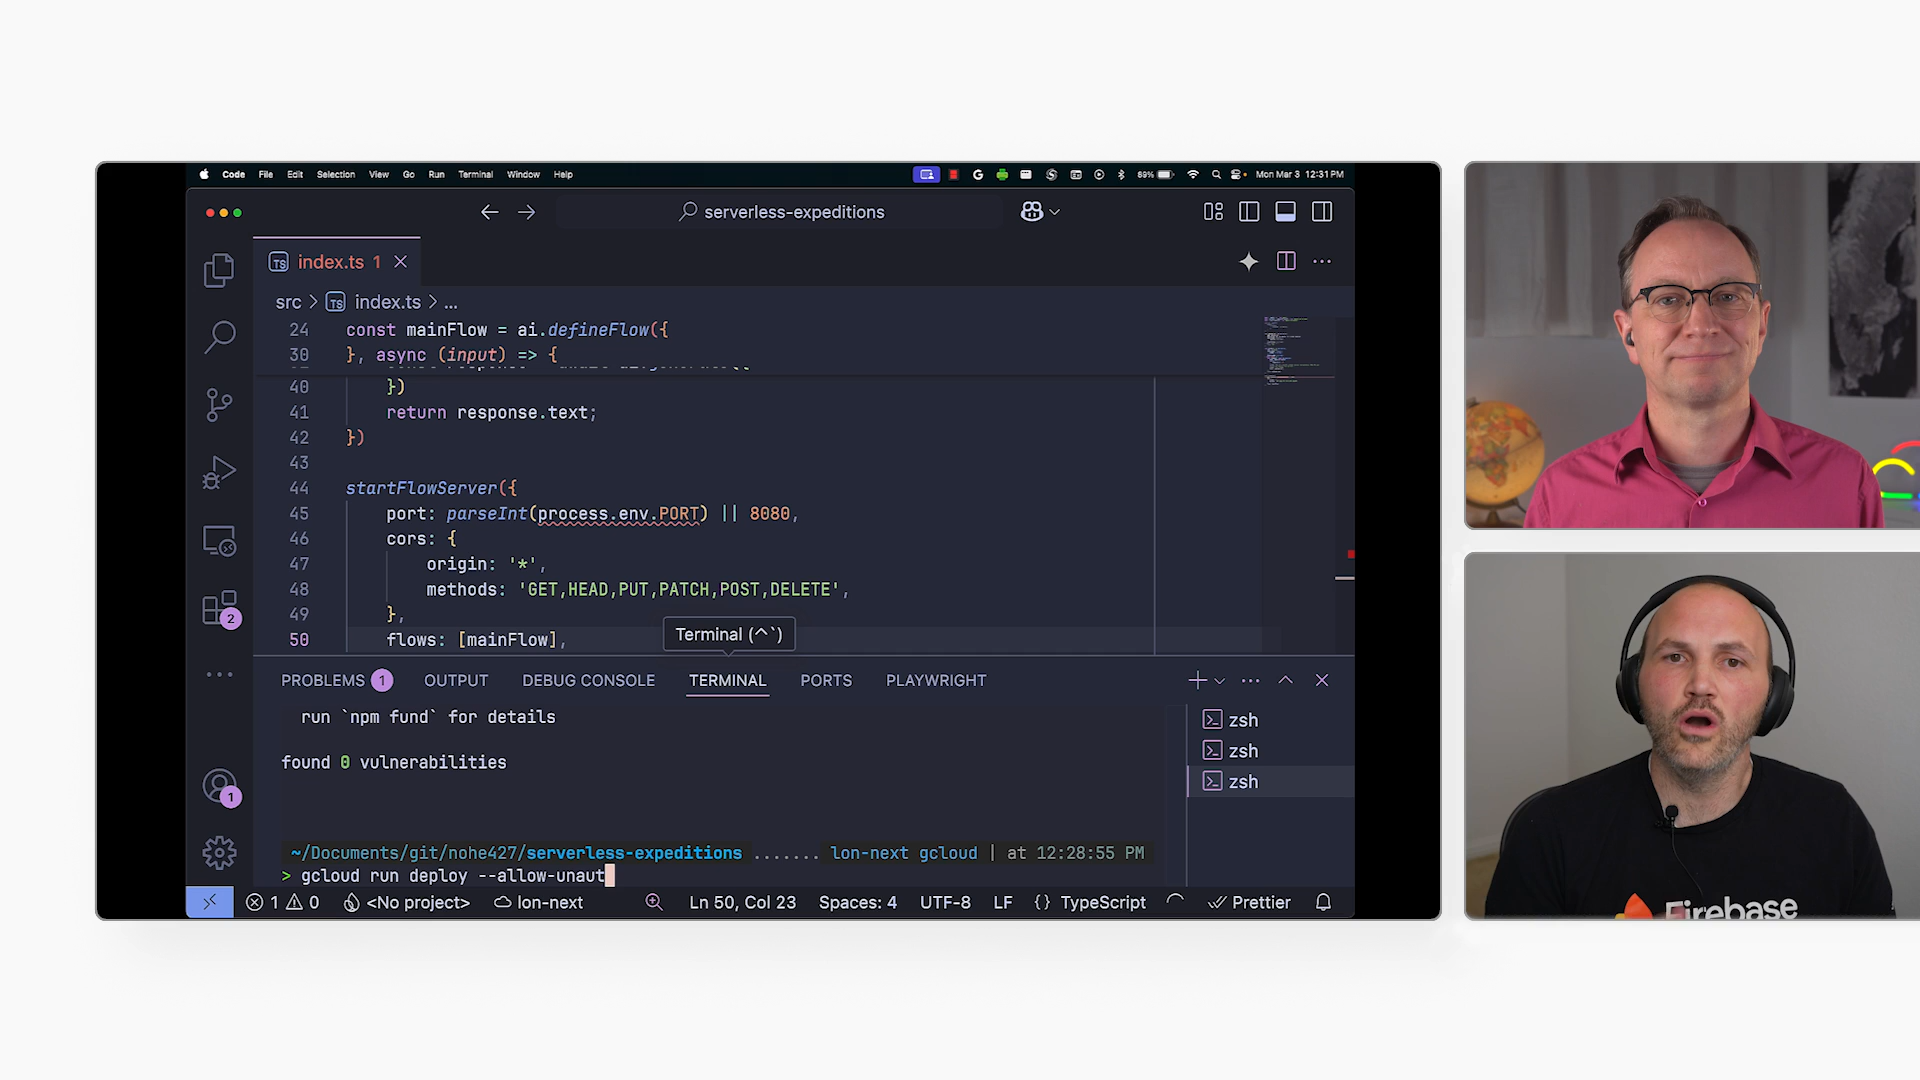 Code File Edit Selection View Go Run Terminal Window Help
89% Mon Mar 3 12:31 PM
serverless-expeditions
index.ts 1
src > index.ts > ...
24 const mainFlow = ai.defineFlow({
30 }, async (input) => {
40 })
41 return response.text;
42 })
43
44 startFlowServer({
45 port: parseInt(process.env.PORT) || 8080,
46 cors: {
47 origin: '*',
48 methods: 'GET,HEAD,PUT,PATCH,POST,DELETE',
49 },
50 flows: [mainFlow],
Terminal (^`)
PROBLEMS 1 OUTPUT DEBUG CONSOLE TERMINAL PORTS PLAYWRIGHT
run `npm fund` for details
found 0 vulnerabilities
~/Documents/git/nohe427/serverless-expeditions ....... lon-next gcloud | at 12:28:55 PM
> gcloud run deploy --allow-unaut
zsh
zsh
zsh
2
1
1 0 <No project> lon-next Ln 50, Col 23 Spaces: 4 UTF-8 LF {} TypeScript Prettier
Firebase